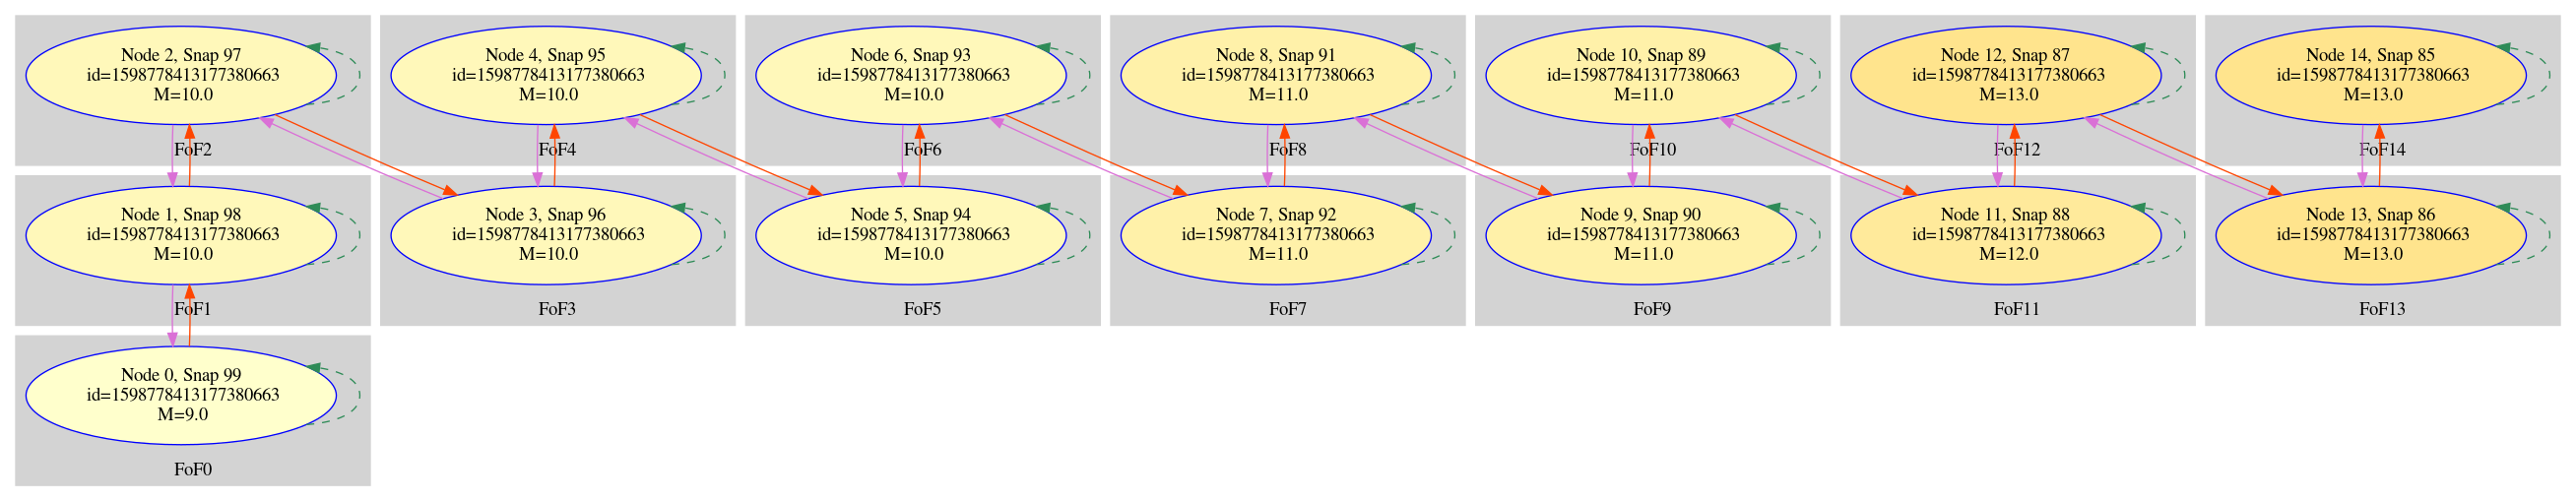 Node 2, Snap 97
id=1598778413177380663
M=10.0
FoF2
Node 4, Snap 95
id=1598778413177380663
M=10.0
FoF4
Node 6, Snap 93
id=1598778413177380663
M=10.0
FoF6
Node 8, Snap 91
id=1598778413177380663
M=11.0
FoF8
Node 10, Snap 89
id=1598778413177380663
M=11.0
FoF10
Node 12, Snap 87
id=1598778413177380663
M=13.0
FoF12
Node 14, Snap 85
id=1598778413177380663
M=13.0
FoF14
Node 1, Snap 98
id=1598778413177380663
M=10.0
FoF1
Node 3, Snap 96
id=1598778413177380663
M=10.0
FoF3
Node 5, Snap 94
id=1598778413177380663
M=10.0
FoF5
Node 7, Snap 92
id=1598778413177380663
M=11.0
FoF7
Node 9, Snap 90
id=1598778413177380663
M=11.0
FoF9
Node 11, Snap 88
id=1598778413177380663
M=12.0
FoF11
Node 13, Snap 86
id=1598778413177380663
M=13.0
FoF13
Node 0, Snap 99
id=1598778413177380663
M=9.0
FoF0